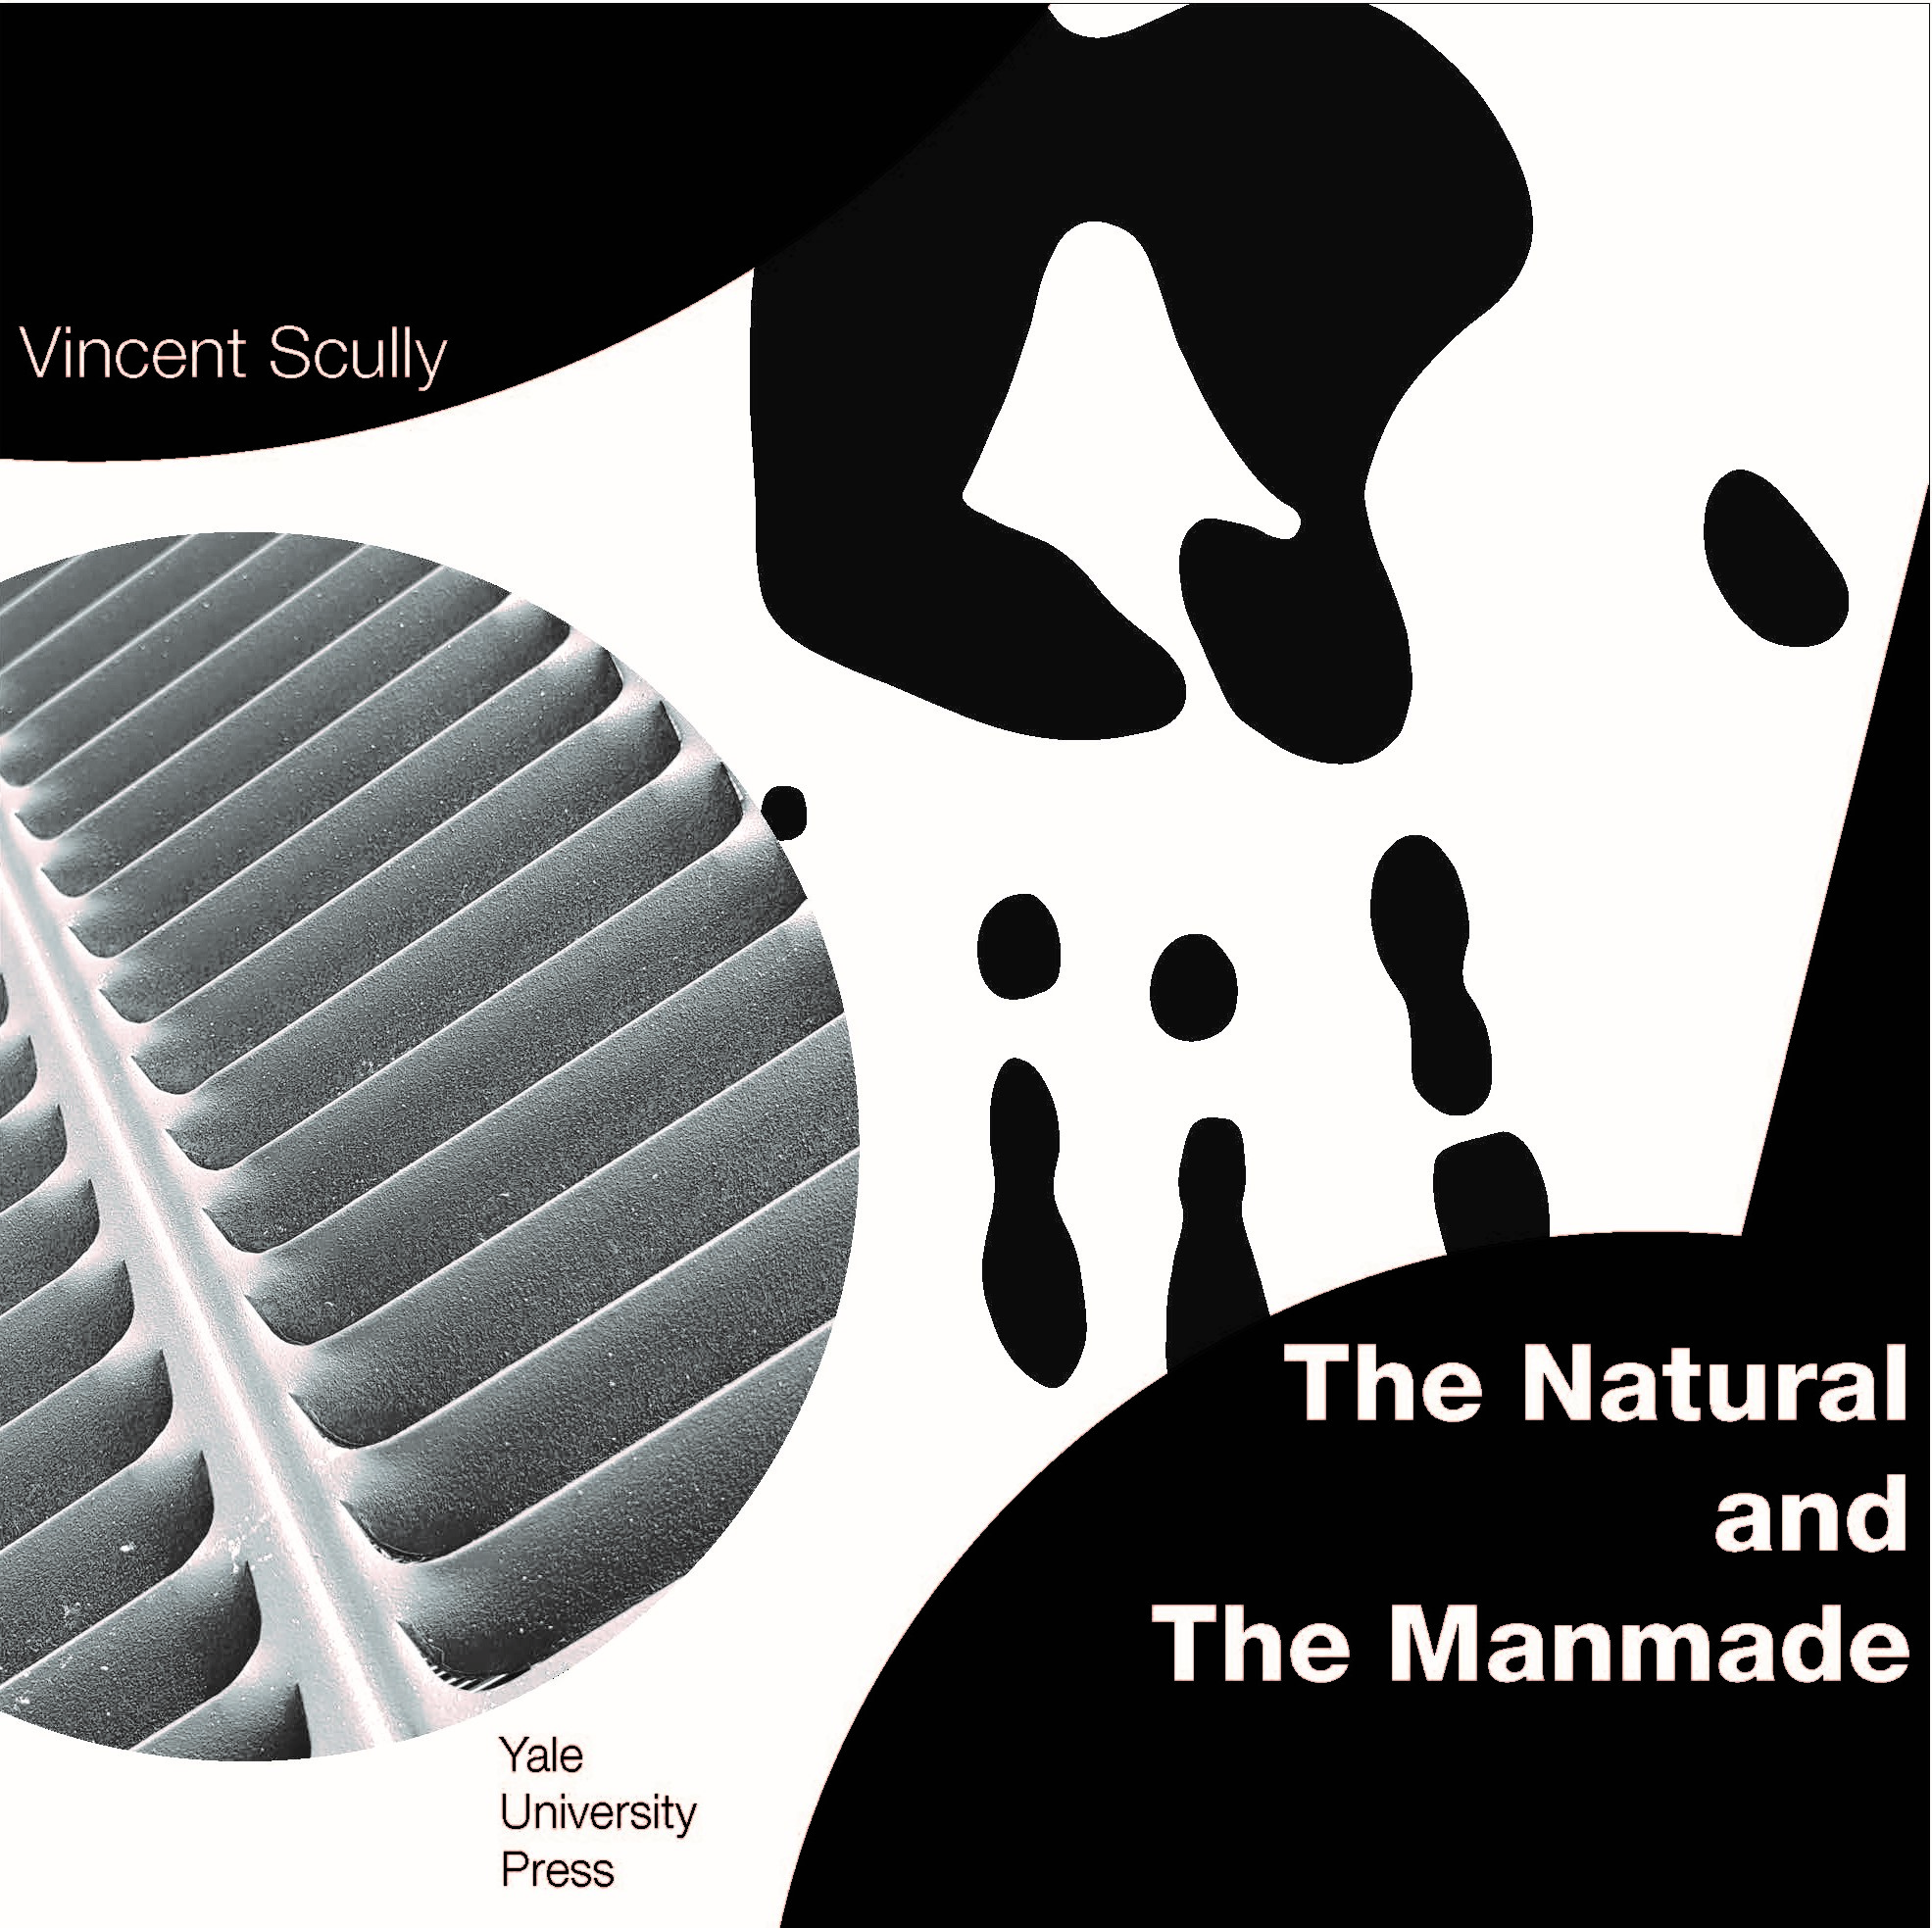 Vincent Scully
The Natural
and
The Manmade
Yale
University
Press